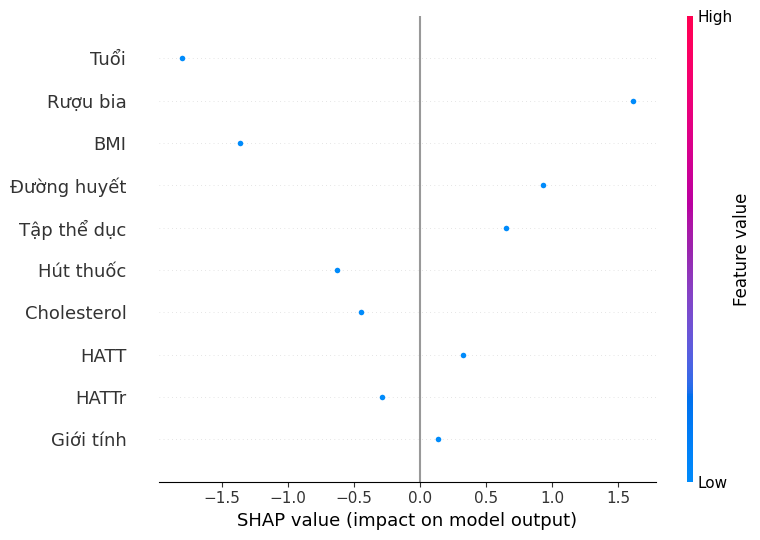 High
Tuổi
Rượu bia
BMI
Đường huyết
Tập thể dục
Hút thuốc
Cholesterol
HATT
HATTr
Giới tính
Feature value
Low
−1.5 −1.0 −0.5 0.0 0.5 1.0 1.5
SHAP value (impact on model output)